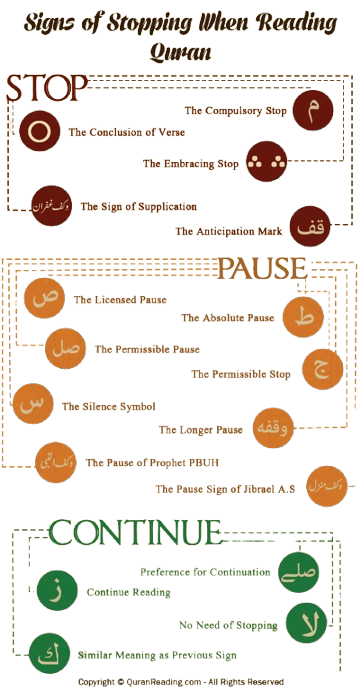 Signs of Stopping When Reading
Quran
STOP
م
The Compulsory Stop
The Conclusion of Verse
The Embracing Stop
وقف غفران
The Sign of Supplication
قف
The Anticipation Mark
PAUSE
ص
The Licensed Pause
ط
The Absolute Pause
صل
The Permissible Pause
ج
The Permissible Stop
س
The Silence Symbol
وقفه
The Longer Pause
وقف النبی
The Pause of Prophet PBUH
وقف منزل
The Pause Sign of Jibrael A.S
CONTINUE
صلے
Preference for Continuation
ز
Continue Reading
لا
No Need of Stopping
ك
Similar Meaning as Previous Sign
Copyright © QuranReading.com - All Rights Reserved